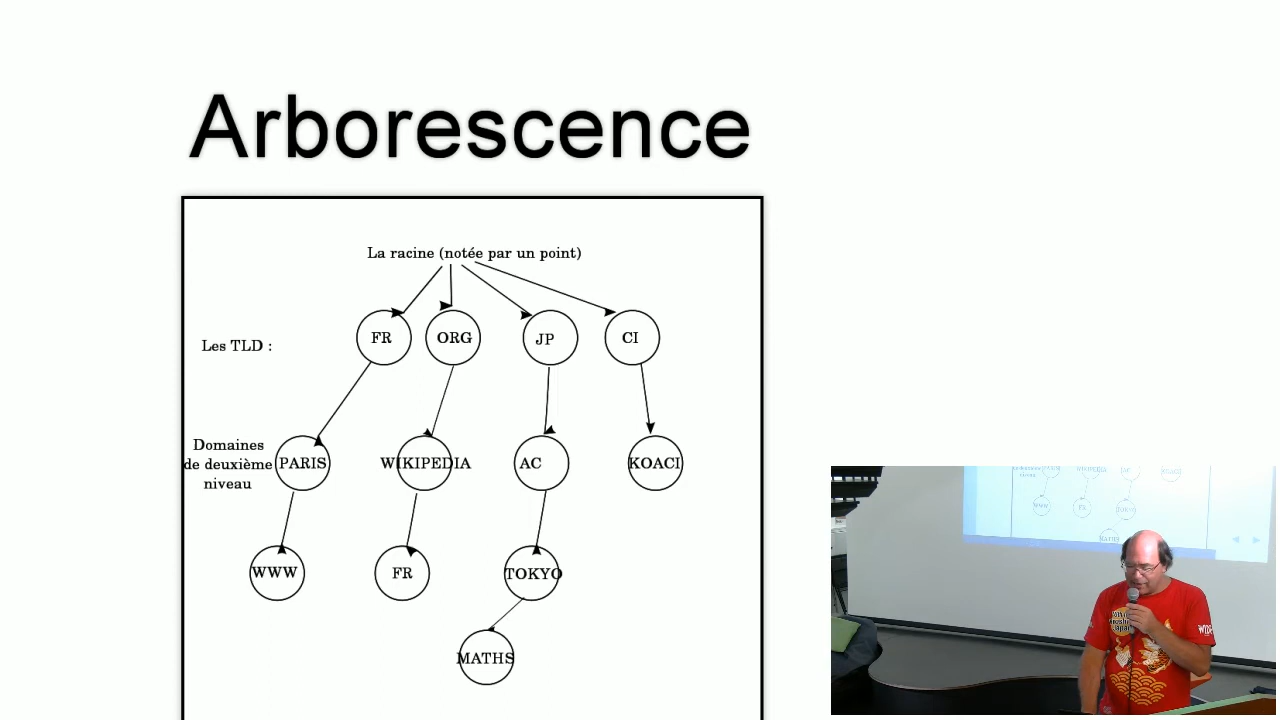 Arborescence
La racine (notée par un point)
Les TLD :
FR
ORG
JP
CI
Domaines
de deuxième
niveau
PARIS
WIKIPEDIA
AC
KOACI
WWW
FR
TOKYO
MATHS